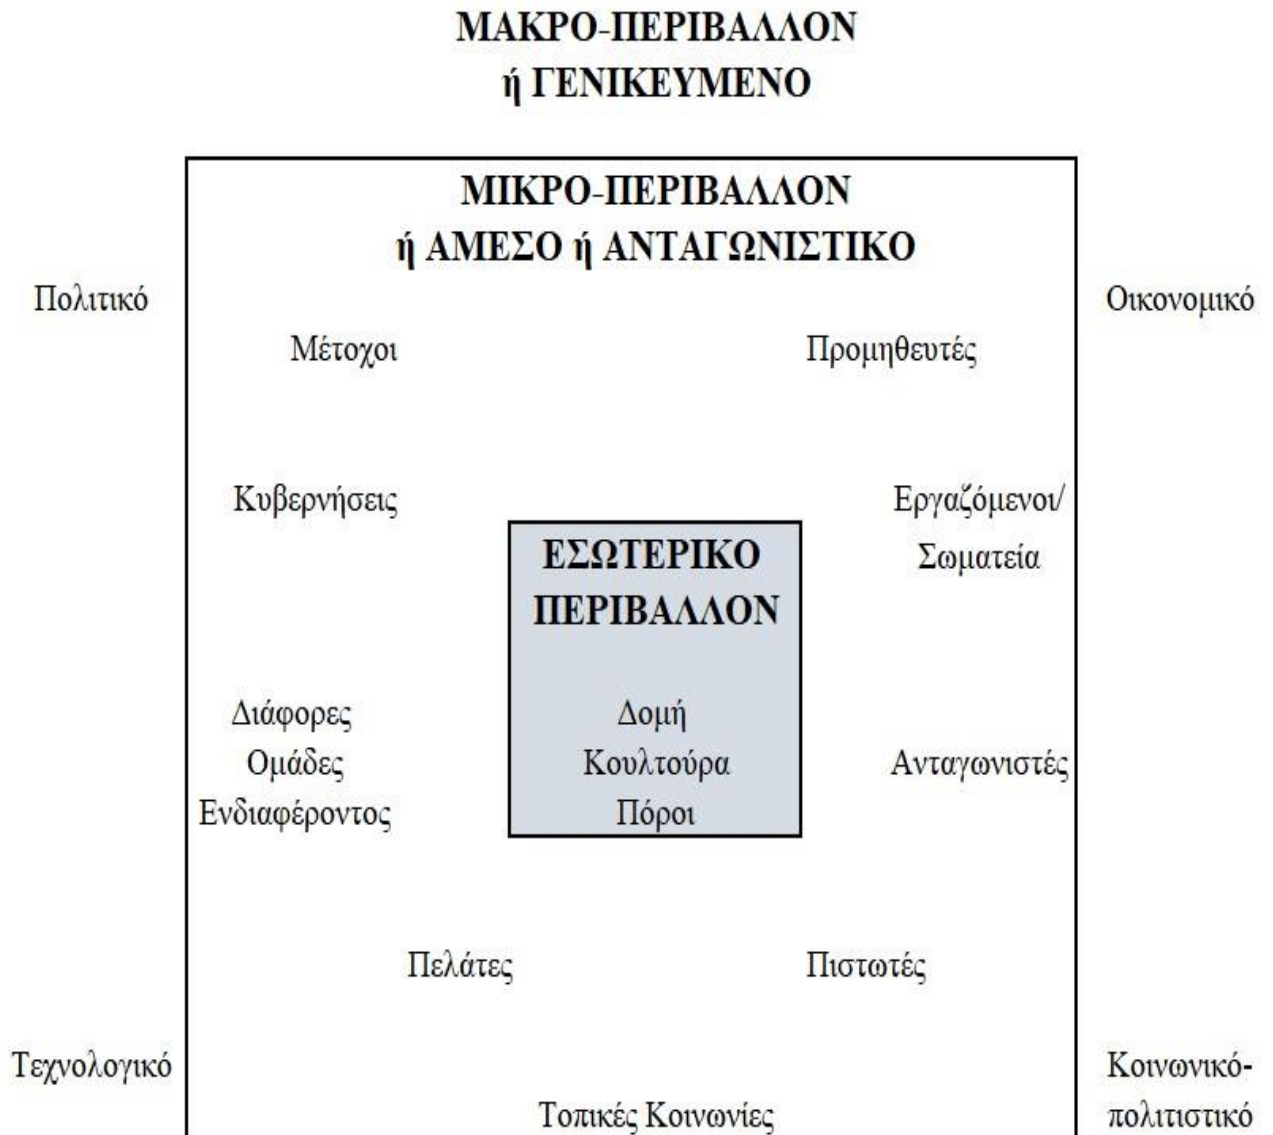 ΜΑΚΡΟ-ΠΕΡΙΒΑΛΛΟΝ
ή ΓΕΝΙΚΕΥΜΕΝΟ
ΜΙΚΡΟ-ΠΕΡΙΒΑΛΛΟΝ
ή ΑΜΕΣΟ ή ΑΝΤΑΓΩΝΙΣΤΙΚΟ
Πολιτικό
Οικονομικό
Μέτοχοι
Προμηθευτές
Κυβερνήσεις
Εργαζόμενοι/
Σωματεία
ΕΣΩΤΕΡΙΚΟ
ΠΕΡΙΒΑΛΛΟΝ
Διάφορες
Ομάδες
Ενδιαφέροντος
Δομή
Κουλτούρα
Πόροι
Ανταγωνιστές
Πελάτες
Πιστωτές
Τεχνολογικό
Κοινωνικό-
πολιτιστικό
Τοπικές Κοινωνίες